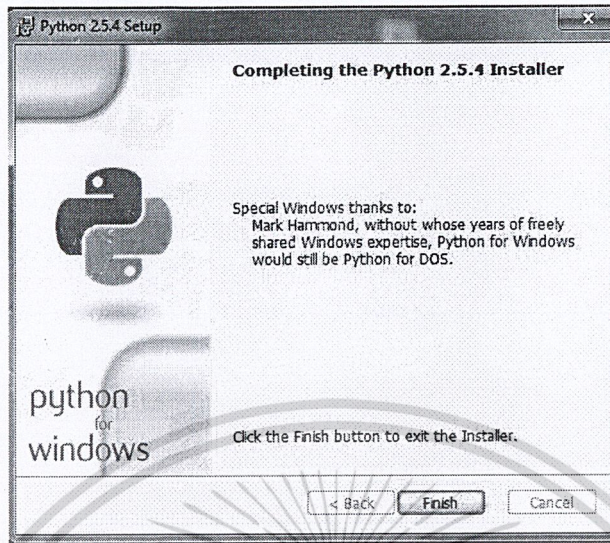 Python 2.5.4 Setup
Completing the Python 2.5.4 Installer
Special Windows thanks to:
Mark Hammond, without whose years of freely
shared Windows expertise, Python for Windows
would still be Python for DOS.
python
for
windows
Click the Finish button to exit the Installer.
< Back
Finish
Cancel